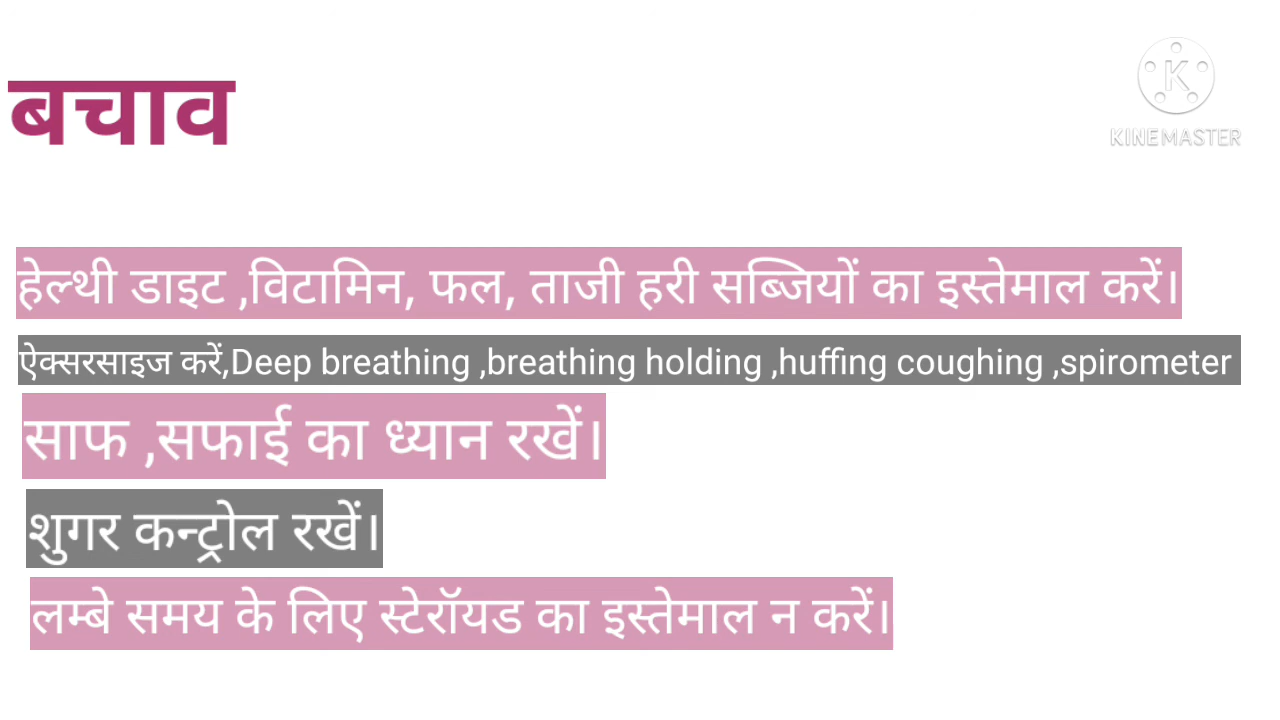 बचाव
K
KINEMASTER
हेल्थी डाइट ,विटामिन, फल, ताजी हरी सब्जियों का इस्तेमाल करें।
ऐक्सरसाइज करें,Deep breathing ,breathing holding ,huffing coughing ,spirometer
साफ ,सफाई का ध्यान रखें।
शुगर कन्ट्रोल रखें।
लम्बे समय के लिए स्टेरॉयड का इस्तेमाल न करें।